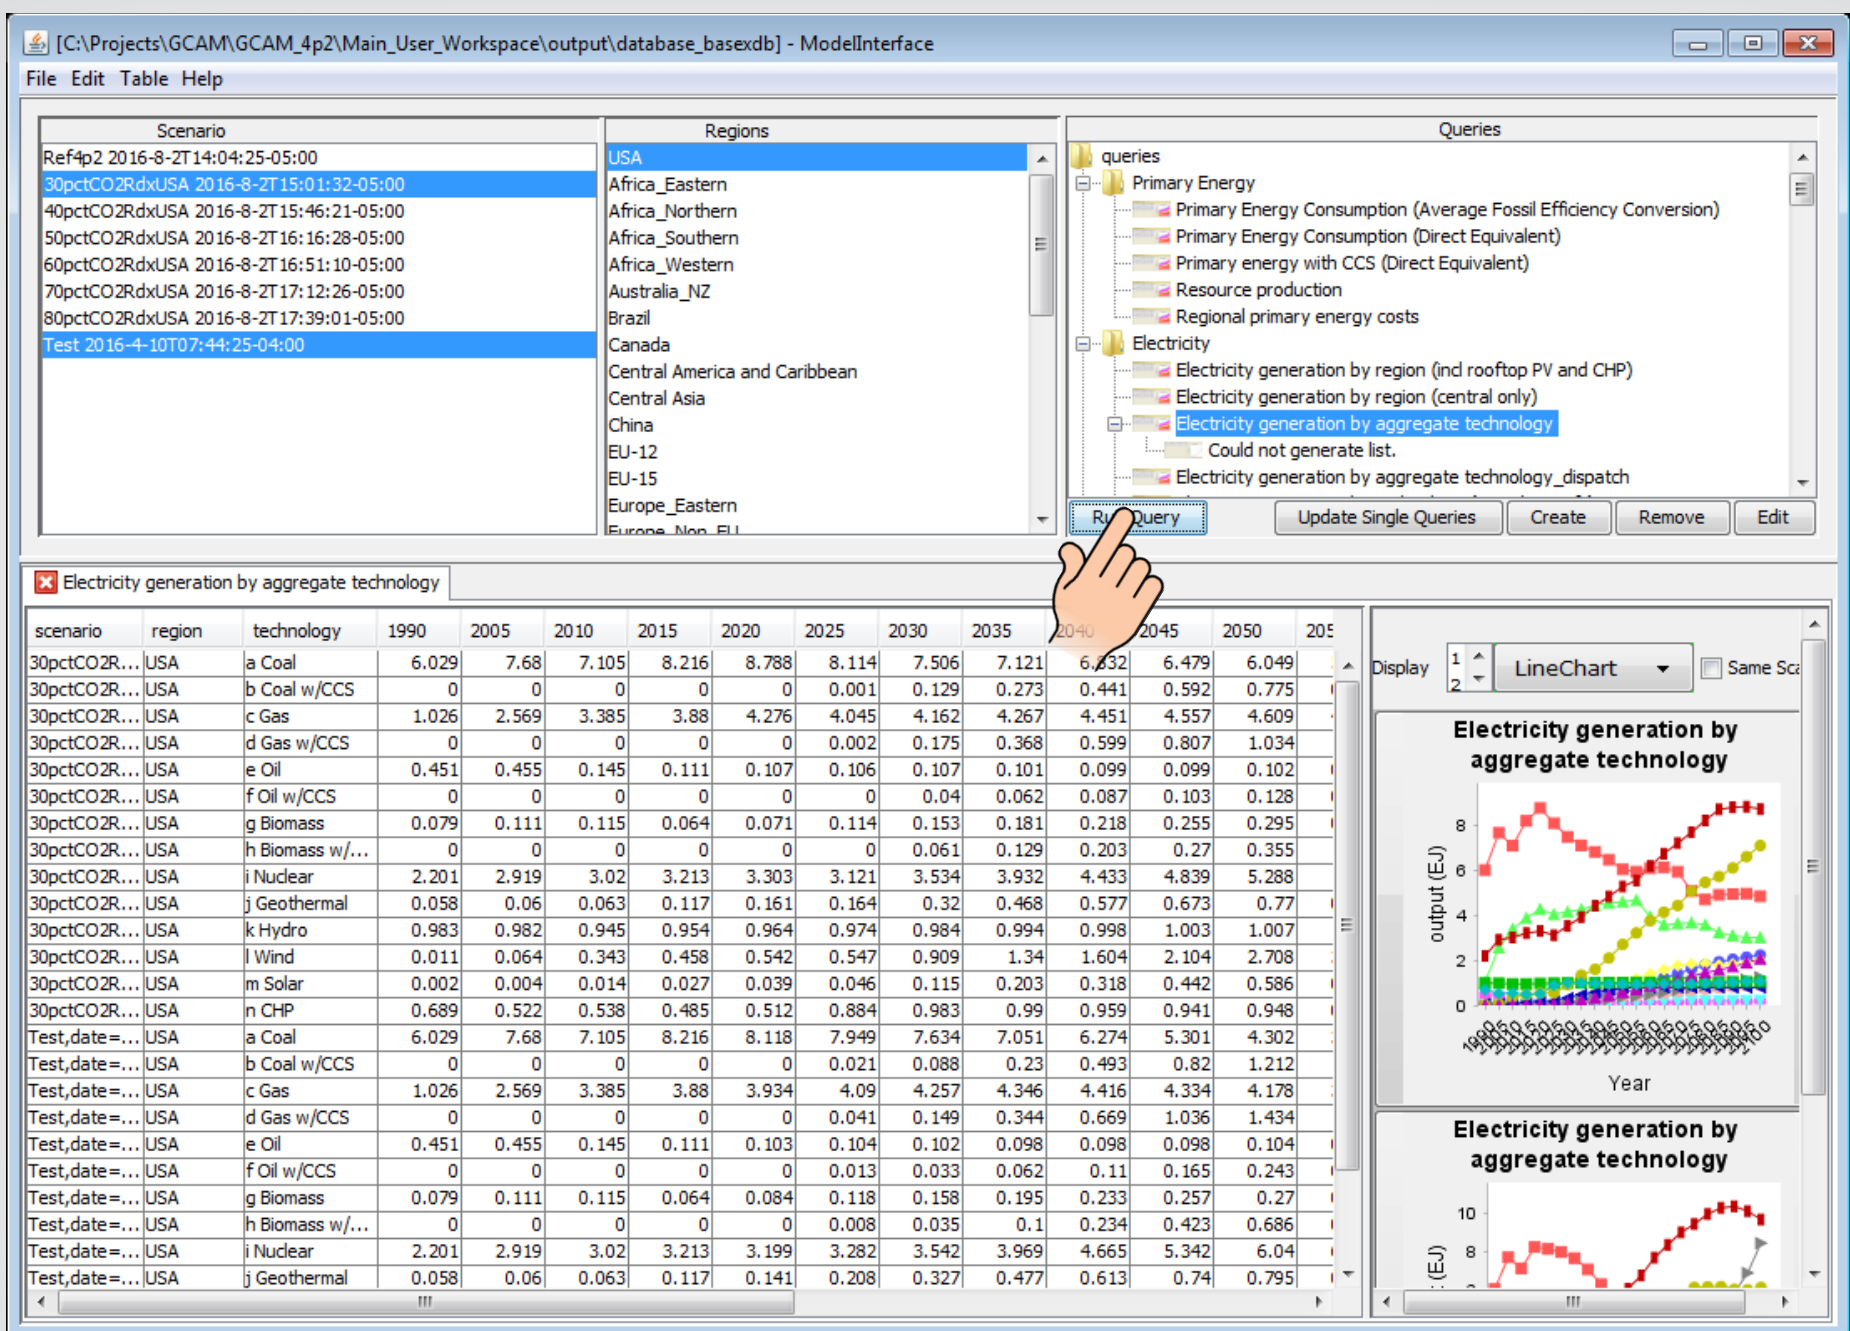 [C:\Projects\GCAM\GCAM_4p2\Main_User_Workspace\output\database_basexdb] - ModelInterface
File Edit Table Help
Scenario
Ref4p2 2016-8-2T14:04:25-05:00
30pctCO2RdxUSA 2016-8-2T15:01:32-05:00
40pctCO2RdxUSA 2016-8-2T15:46:21-05:00
50pctCO2RdxUSA 2016-8-2T16:16:28-05:00
60pctCO2RdxUSA 2016-8-2T16:51:10-05:00
70pctCO2RdxUSA 2016-8-2T17:12:26-05:00
80pctCO2RdxUSA 2016-8-2T17:39:01-05:00
Test 2016-4-10T07:44:25-04:00
Regions
USA
Africa_Eastern
Africa_Northern
Africa_Southern
Africa_Western
Australia_NZ
Brazil
Canada
Central America and Caribbean
Central Asia
China
EU-12
EU-15
Europe_Eastern
Europe_Non_EU
Queries
queries
Primary Energy
Primary Energy Consumption (Average Fossil Efficiency Conversion)
Primary Energy Consumption (Direct Equivalent)
Primary energy with CCS (Direct Equivalent)
Resource production
Regional primary energy costs
Electricity
Electricity generation by region (incl rooftop PV and CHP)
Electricity generation by region (central only)
Electricity generation by aggregate technology
Could not generate list.
Electricity generation by aggregate technology_dispatch
Run Query Update Single Queries Create Remove Edit
Electricity generation by aggregate technology
scenario region technology 1990 2005 2010 2015 2020 2025 2030 2035 2040 2045 2050 205
30pctCO2R... USA a Coal 6.029 7.68 7.105 8.216 8.788 8.114 7.506 7.121 6.832 6.479 6.049
30pctCO2R... USA b Coal w/CCS 0 0 0 0 0 0.001 0.129 0.273 0.441 0.592 0.775
30pctCO2R... USA c Gas 1.026 2.569 3.385 3.88 4.276 4.045 4.162 4.267 4.451 4.557 4.609
30pctCO2R... USA d Gas w/CCS 0 0 0 0 0 0.002 0.175 0.368 0.599 0.807 1.034
30pctCO2R... USA e Oil 0.451 0.455 0.145 0.111 0.107 0.106 0.107 0.101 0.099 0.099 0.102
30pctCO2R... USA f Oil w/CCS 0 0 0 0 0 0 0.04 0.062 0.087 0.103 0.128
30pctCO2R... USA g Biomass 0.079 0.111 0.115 0.064 0.071 0.114 0.153 0.181 0.218 0.255 0.295
30pctCO2R... USA h Biomass w/... 0 0 0 0 0 0 0.061 0.129 0.203 0.27 0.355
30pctCO2R... USA i Nuclear 2.201 2.919 3.02 3.213 3.303 3.121 3.534 3.932 4.433 4.839 5.288
30pctCO2R... USA j Geothermal 0.058 0.06 0.063 0.117 0.161 0.164 0.32 0.468 0.577 0.673 0.77
30pctCO2R... USA k Hydro 0.983 0.982 0.945 0.954 0.964 0.974 0.984 0.994 0.998 1.003 1.007
30pctCO2R... USA l Wind 0.011 0.064 0.343 0.458 0.542 0.547 0.909 1.34 1.604 2.104 2.708
30pctCO2R... USA m Solar 0.002 0.004 0.014 0.027 0.039 0.046 0.115 0.203 0.318 0.442 0.586
30pctCO2R... USA n CHP 0.689 0.522 0.538 0.485 0.512 0.884 0.983 0.99 0.959 0.941 0.948
Test,date=... USA a Coal 6.029 7.68 7.105 8.216 8.118 7.949 7.634 7.051 6.274 5.301 4.302
Test,date=... USA b Coal w/CCS 0 0 0 0 0 0.021 0.088 0.23 0.493 0.82 1.212
Test,date=... USA c Gas 1.026 2.569 3.385 3.88 3.934 4.09 4.257 4.346 4.416 4.334 4.178
Test,date=... USA d Gas w/CCS 0 0 0 0 0 0.041 0.149 0.344 0.669 1.036 1.434
Test,date=... USA e Oil 0.451 0.455 0.145 0.111 0.103 0.104 0.102 0.098 0.098 0.098 0.104
Test,date=... USA f Oil w/CCS 0 0 0 0 0 0.013 0.033 0.062 0.11 0.165 0.243
Test,date=... USA g Biomass 0.079 0.111 0.115 0.064 0.084 0.118 0.158 0.195 0.233 0.257 0.27
Test,date=... USA h Biomass w/... 0 0 0 0 0 0.008 0.035 0.1 0.234 0.423 0.686
Test,date=... USA i Nuclear 2.201 2.919 3.02 3.213 3.199 3.282 3.542 3.969 4.665 5.342 6.04
Test,date=... USA j Geothermal 0.058 0.06 0.063 0.117 0.141 0.208 0.327 0.477 0.613 0.74 0.795
Display 1 2 LineChart Same Sca
Electricity generation by
aggregate technology
output (EJ)
8
6
4
2
0
Year
Electricity generation by
aggregate technology
10
8
(EJ)